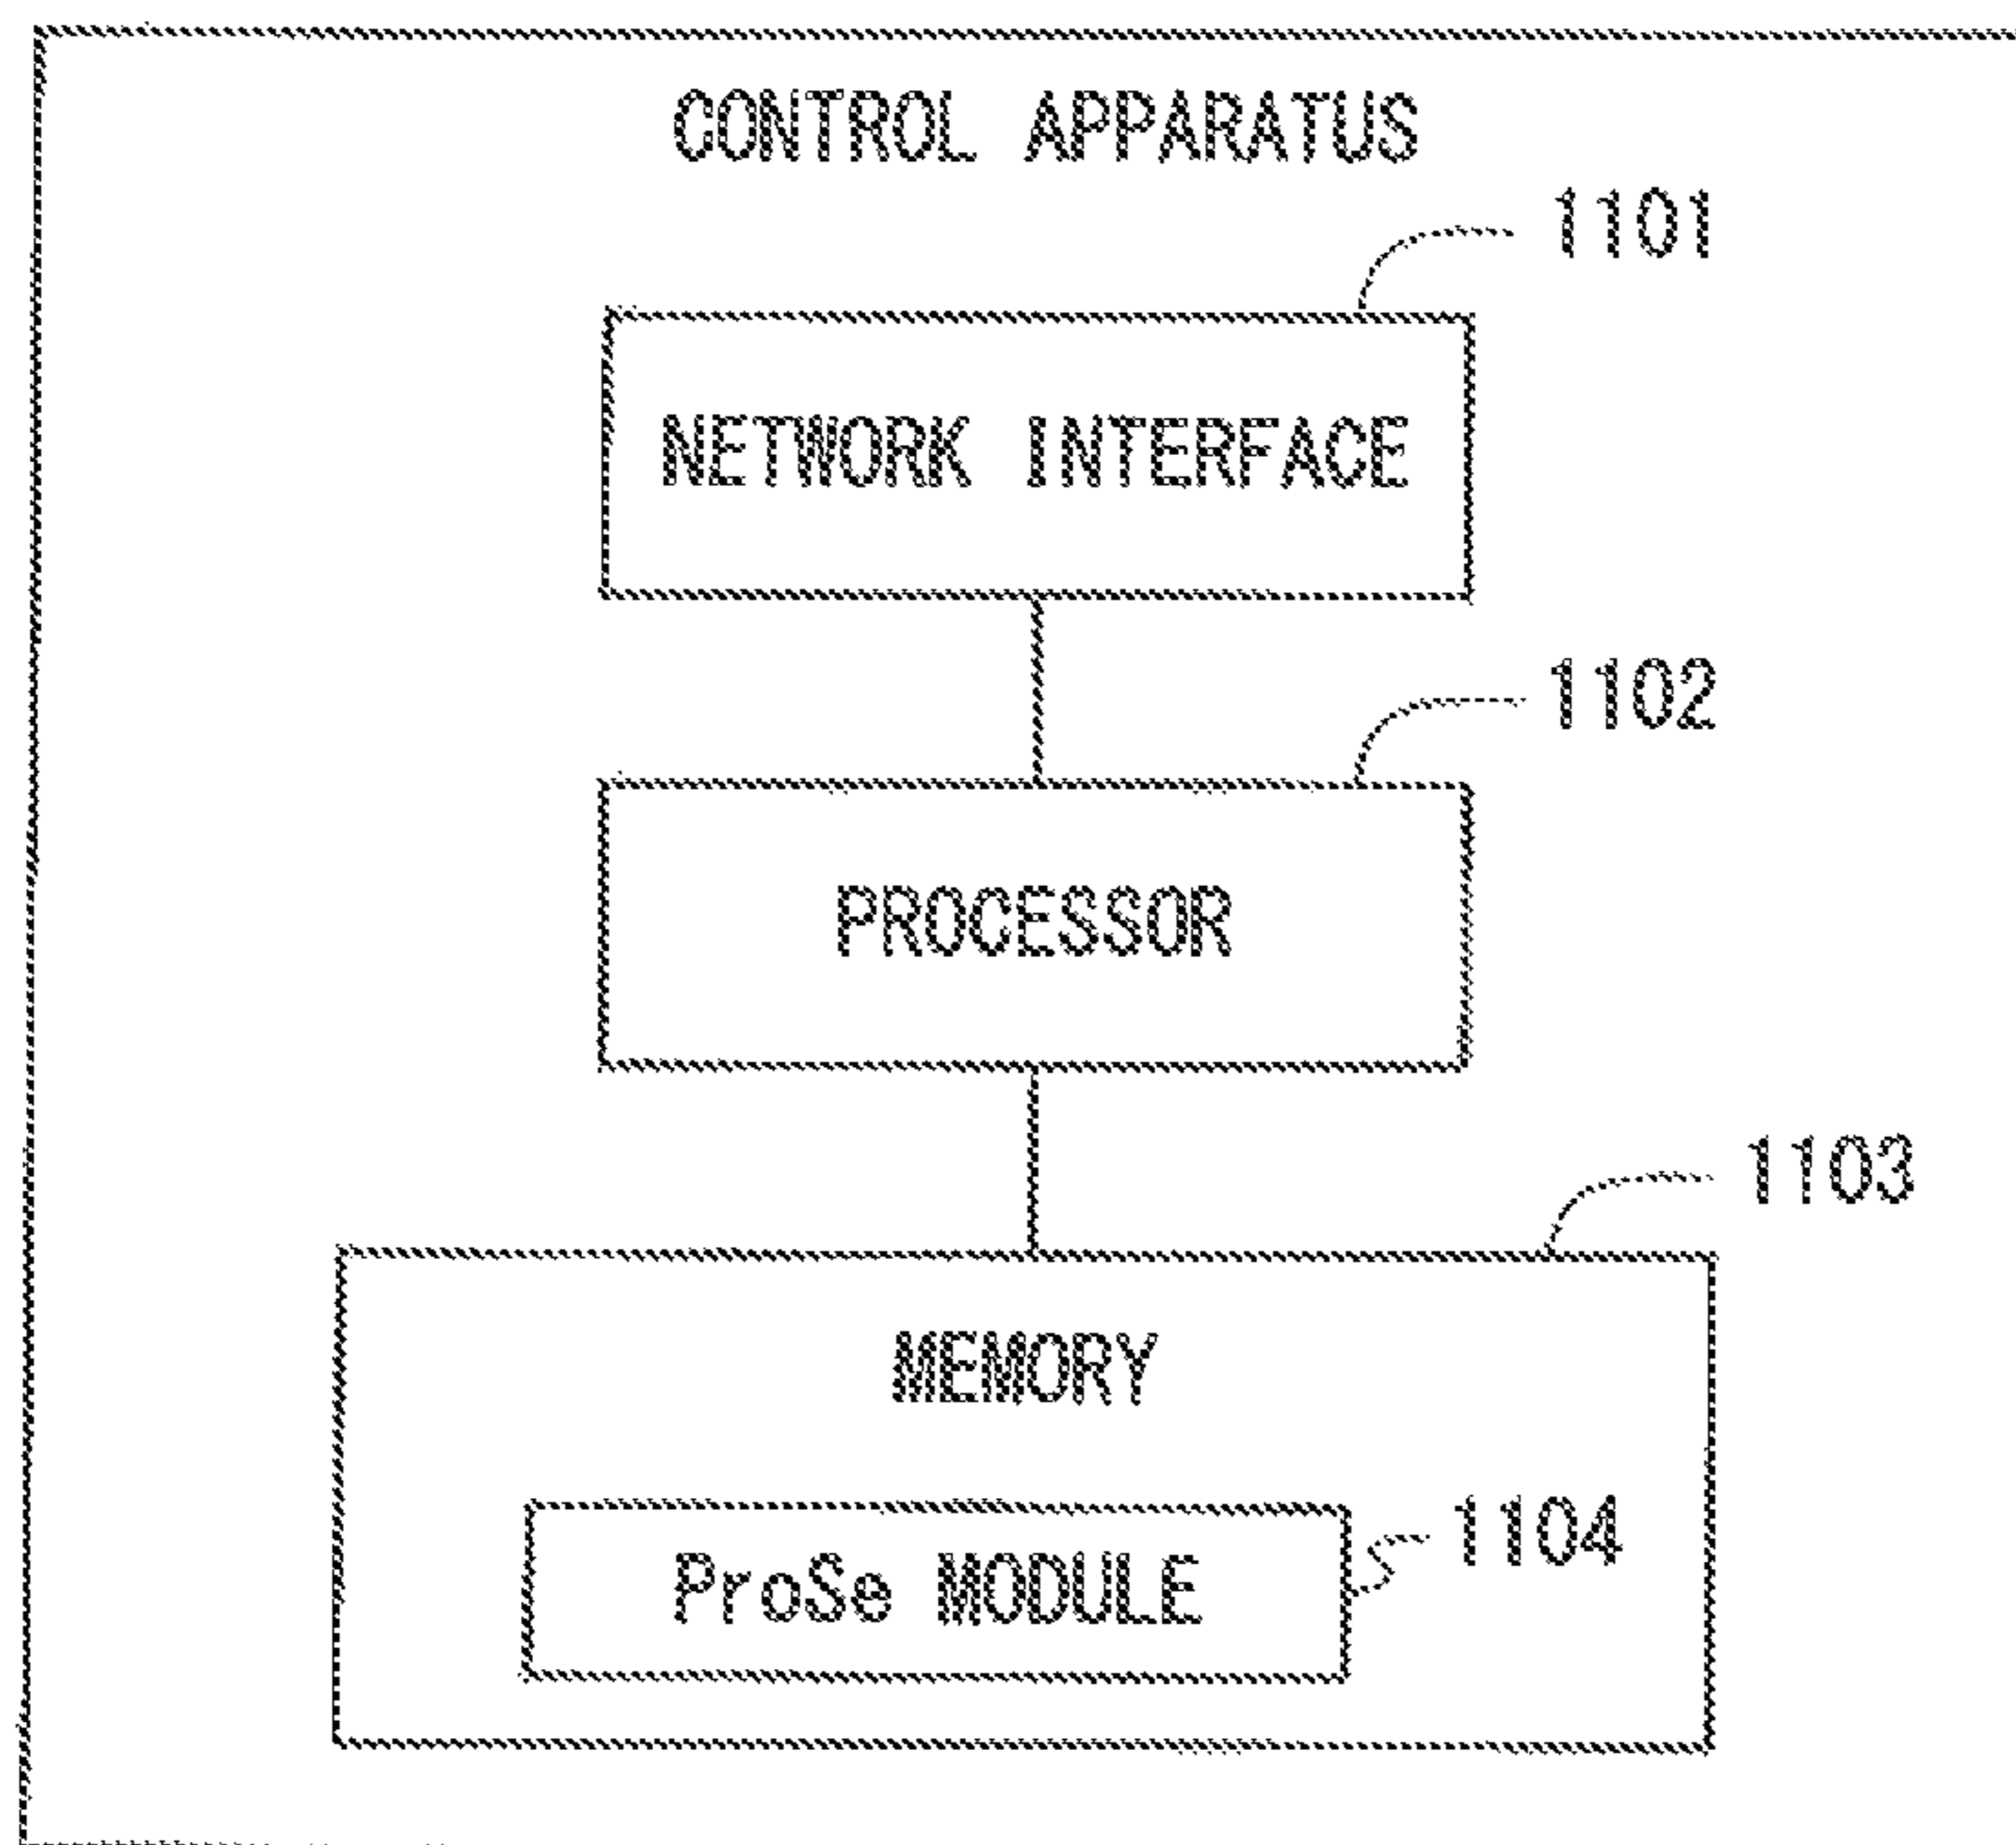 CONTROL APPARATUS
1101
NETWORK INTERFACE
1102
PROCESSOR
1103
MEMORY
ProSe MODULE
1104